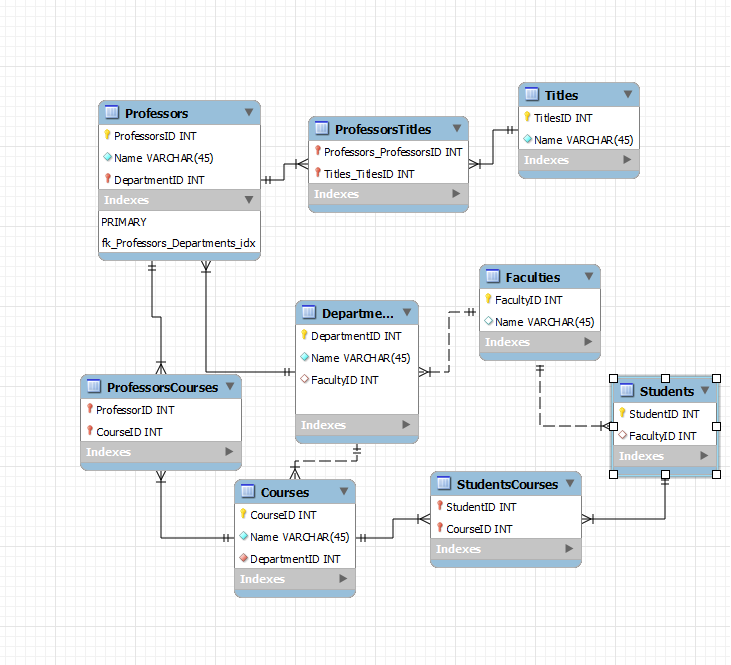 Professors
ProfessorsID INT
Name VARCHAR(45)
DepartmentID INT
Indexes
PRIMARY
fk_Professors_Departments_idx
ProfessorsTitles
Professors_ProfessorsID INT
Titles_TitlesID INT
Indexes
Titles
TitlesID INT
Name VARCHAR(45)
Indexes
Departme...
DepartmentID INT
Name VARCHAR(45)
FacultyID INT
Indexes
Faculties
FacultyID INT
Name VARCHAR(45)
Indexes
ProfessorsCourses
ProfessorID INT
CourseID INT
Indexes
Students
StudentID INT
FacultyID INT
Indexes
Courses
CourseID INT
Name VARCHAR(45)
DepartmentID INT
Indexes
StudentsCourses
StudentID INT
CourseID INT
Indexes